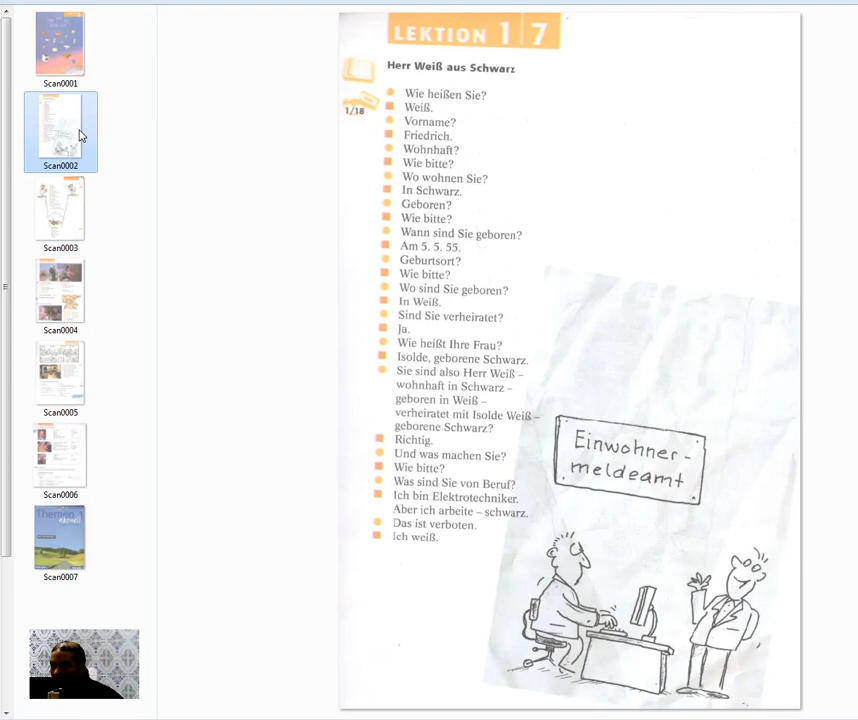 Scan0001
Scan0002
Scan0003
Scan0004
Scan0005
Scan0006
Themen 1
aktuell
Scan0007
LEKTION 1 7
Herr Weiß aus Schwarz
1/18
Wie heißen Sie?
Weiß.
Vorname?
Friedrich.
Wohnhaft?
Wie bitte?
Wo wohnen Sie?
In Schwarz.
Geboren?
Wie bitte?
Wann sind Sie geboren?
Am 5. 5. 55.
Geburtsort?
Wie bitte?
Wo sind Sie geboren?
In Weiß.
Sind Sie verheiratet?
Ja.
Wie heißt Ihre Frau?
Isolde, geborene Schwarz.
Sie sind also Herr Weiß –
wohnhaft in Schwarz –
geboren in Weiß –
verheiratet mit Isolde Weiß –
geborene Schwarz?
Richtig.
Und was machen Sie?
Wie bitte?
Was sind Sie von Beruf?
Ich bin Elektrotechniker.
Aber ich arbeite – schwarz.
Das ist verboten.
Ich weiß.
Einwohner-
meldeamt